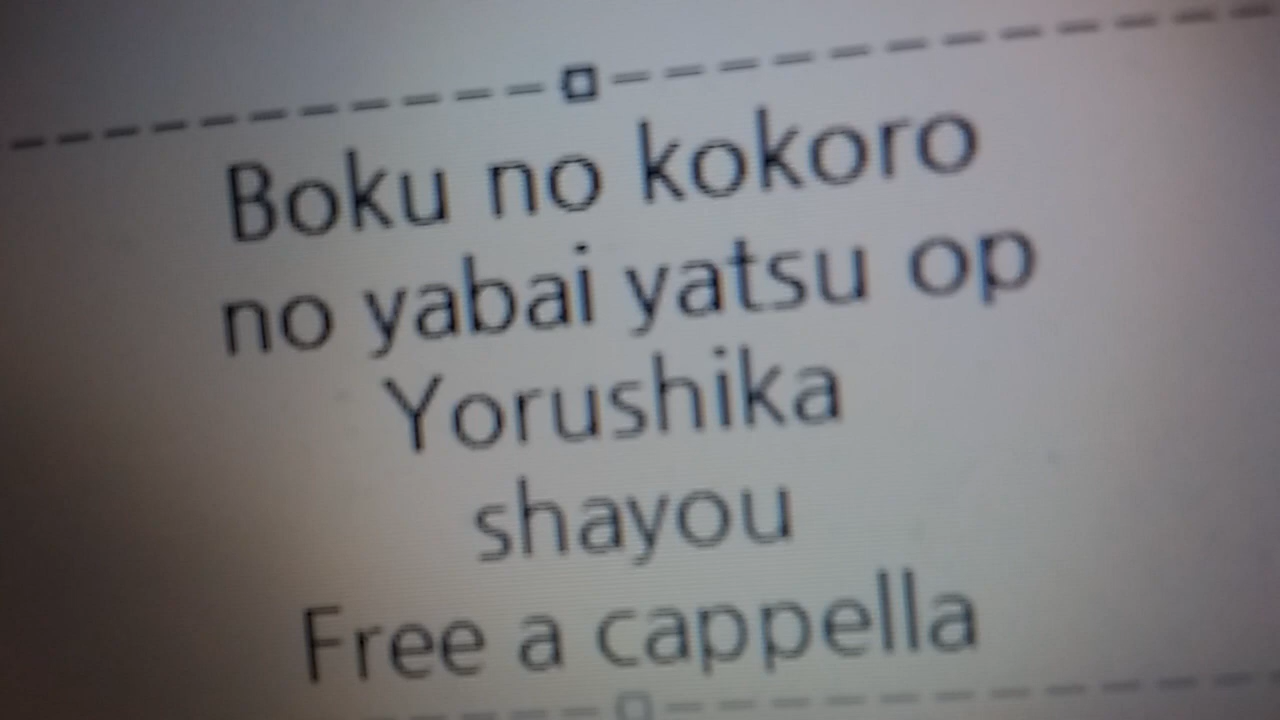 Boku no kokoro
no yabai yatsu op
Yorushika
shayou
Free a cappella